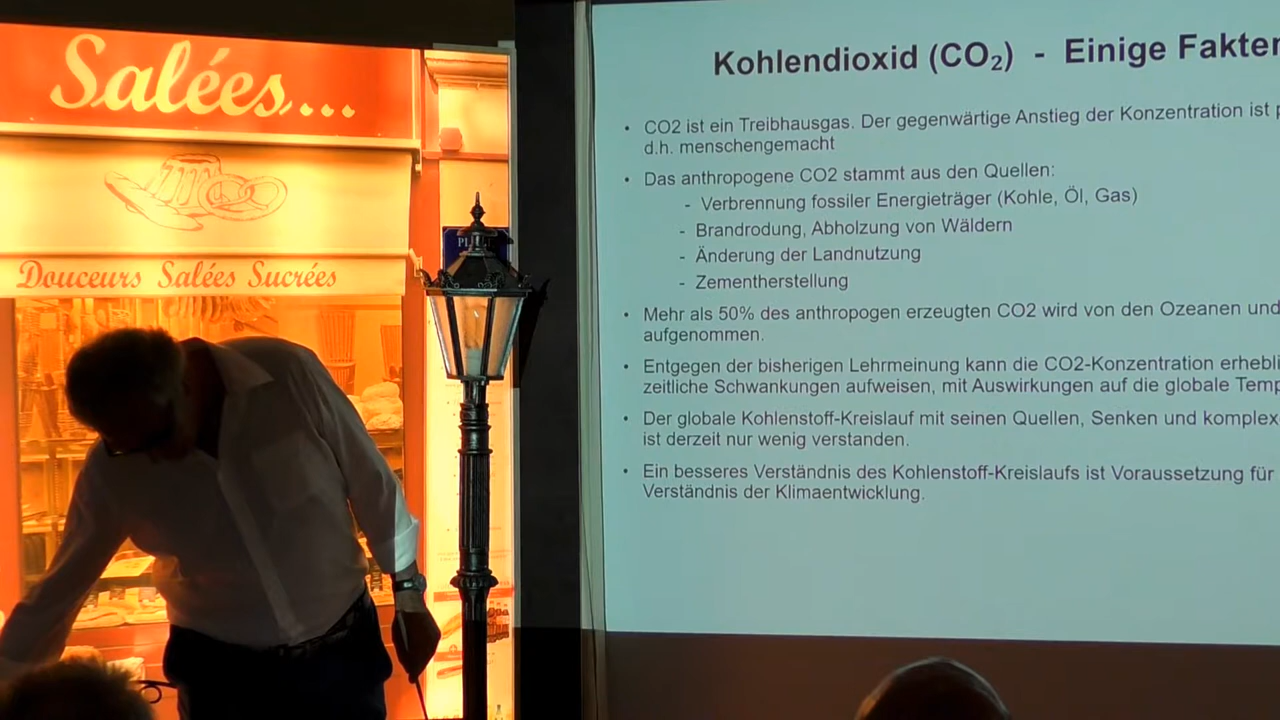 Salées...
Douceurs Salées Sucrées
Kohlendioxid (CO₂) - Einige Fakten
• CO2 ist ein Treibhausgas. Der gegenwärtige Anstieg der Konzentration ist
d.h. menschengemacht
• Das anthropogene CO2 stammt aus den Quellen:
- Verbrennung fossiler Energieträger (Kohle, Öl, Gas)
- Brandrodung, Abholzung von Wäldern
- Änderung der Landnutzung
- Zementherstellung
• Mehr als 50% des anthropogen erzeugten CO2 wird von den Ozeanen und
aufgenommen.
• Entgegen der bisherigen Lehrmeinung kann die CO2-Konzentration erhebli
zeitliche Schwankungen aufweisen, mit Auswirkungen auf die globale Temp
• Der globale Kohlenstoff-Kreislauf mit seinen Quellen, Senken und komplex
ist derzeit nur wenig verstanden.
• Ein besseres Verständnis des Kohlenstoff-Kreislaufs ist Voraussetzung für
Verständnis der Klimaentwicklung.